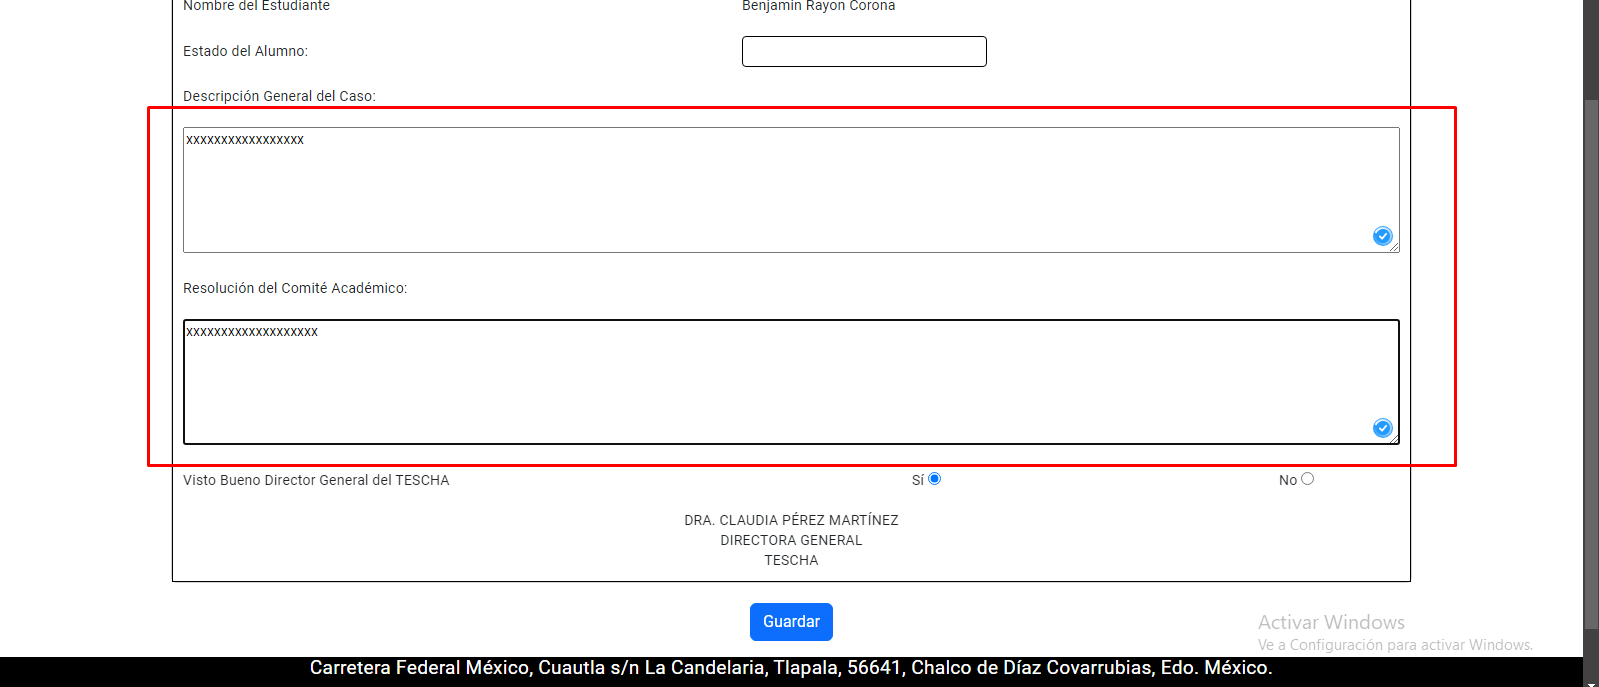 Nombre del Estudiante Benjamin Rayon Corona
Estado del Alumno:
Descripción General del Caso:
xxxxxxxxxxxxxxxxx
Resolución del Comité Académico:
xxxxxxxxxxxxxxxxxxx
Visto Bueno Director General del TESCHA Sí No
DRA. CLAUDIA PÉREZ MARTÍNEZ
DIRECTORA GENERAL
TESCHA
Guardar
Activar Windows
Ve a Configuración para activar Windows.
Carretera Federal México, Cuautla s/n La Candelaria, Tlapala, 56641, Chalco de Díaz Covarrubias, Edo. México.